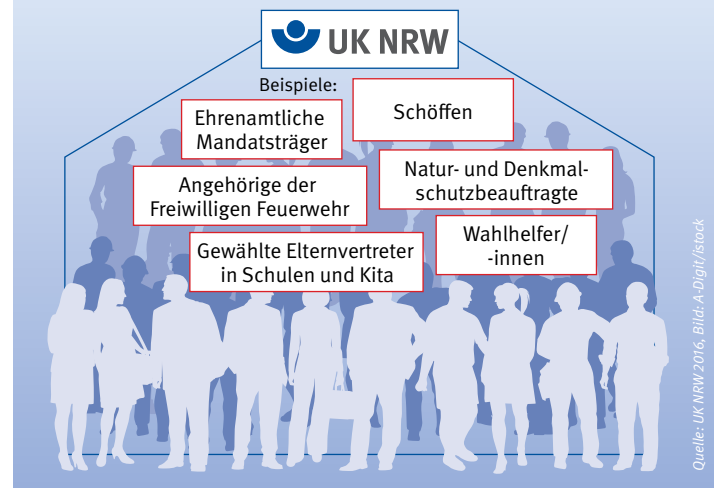 UK NRW
Beispiele:
Schöffen
Ehrenamtliche
Mandatsträger
Natur- und Denkmal-
schutzbeauftragte
Angehörige der
Freiwilligen Feuerwehr
Wahlhelfer/
-innen
Gewählte Elternvertreter
in Schulen und Kita
Quelle: UK NRW 2016, Bild: A-Digit/istock